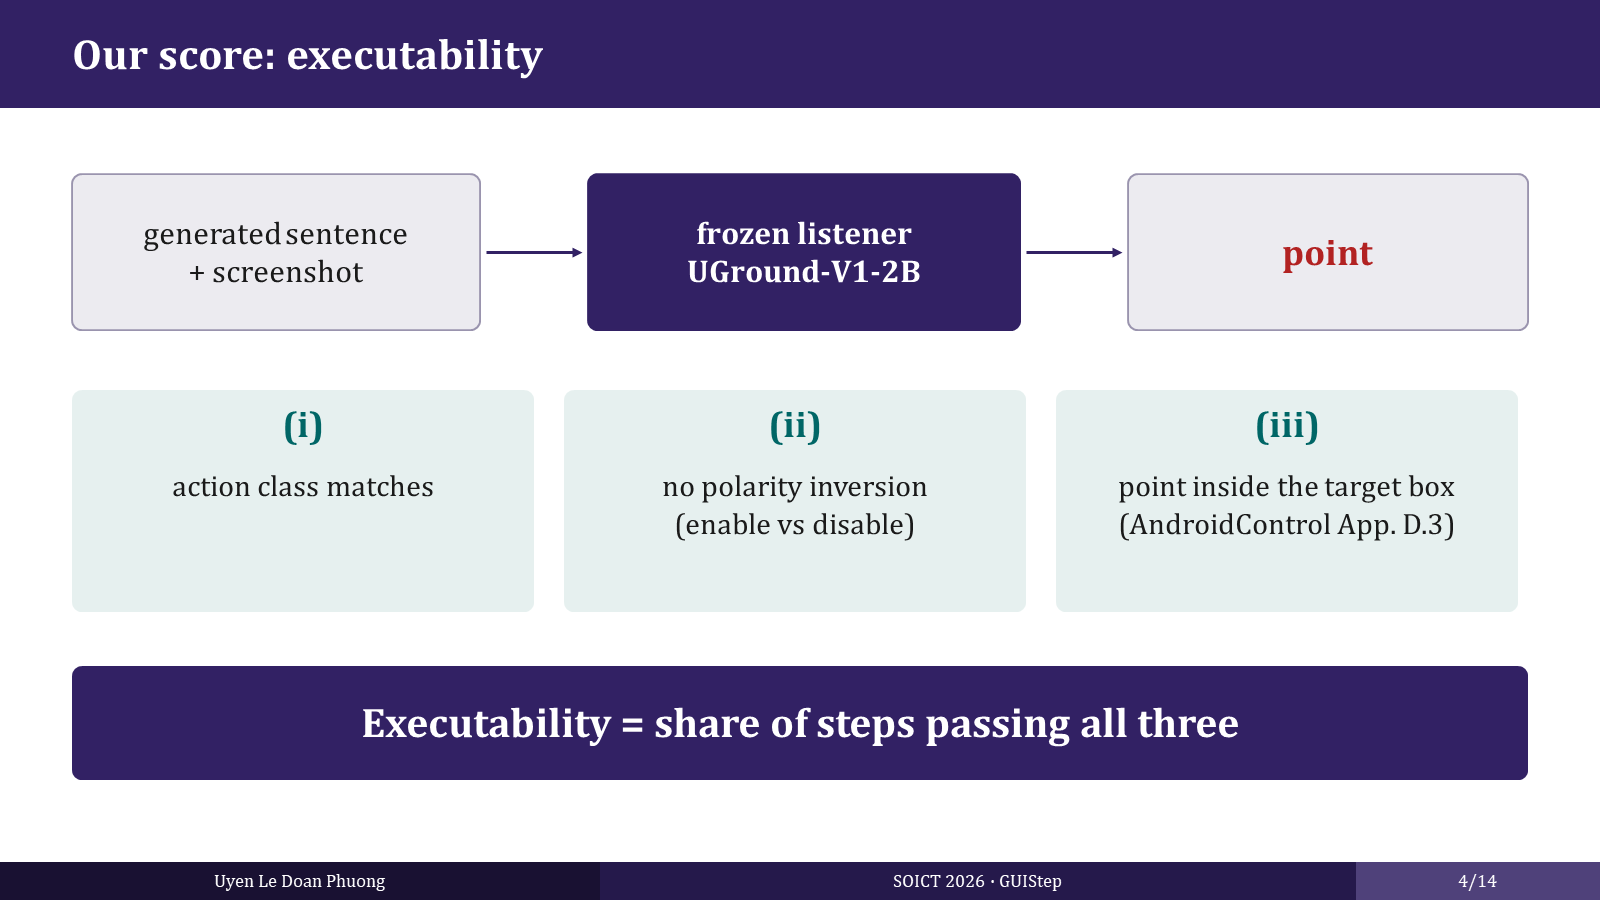 Our score: executability
generated sentence
+ screenshot
frozen listener
UGround-V1-2B
point
(i)
action class matches
(ii)
no polarity inversion
(enable vs disable)
(iii)
point inside the target box
(AndroidControl App. D.3)
Executability = share of steps passing all three
Uyen Le Doan Phuong
SOICT 2026 · GUIStep
4/14